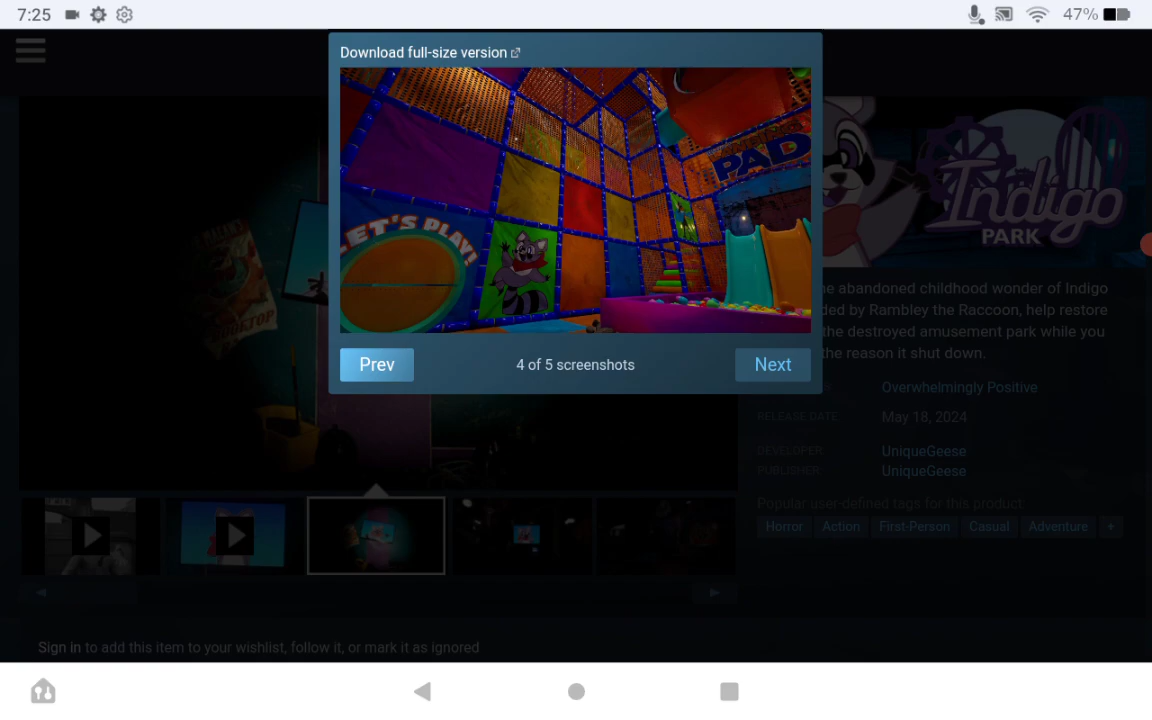 7:25
47%
Download full-size version
LET'S PLAY!
PAD
Prev
4 of 5 screenshots
Next
Indigo
PARK
he abandoned childhood wonder of Indigo
ded by Rambley the Raccoon, help restore
the destroyed amusement park while you
the reason it shut down.
Overwhelmingly Positive
RELEASE DATE:
May 18, 2024
DEVELOPER:
UniqueGeese
PUBLISHER:
UniqueGeese
Popular user-defined tags for this product:
Horror
Action
First-Person
Casual
Adventure
+
Sign in to add this item to your wishlist, follow it, or mark it as ignored